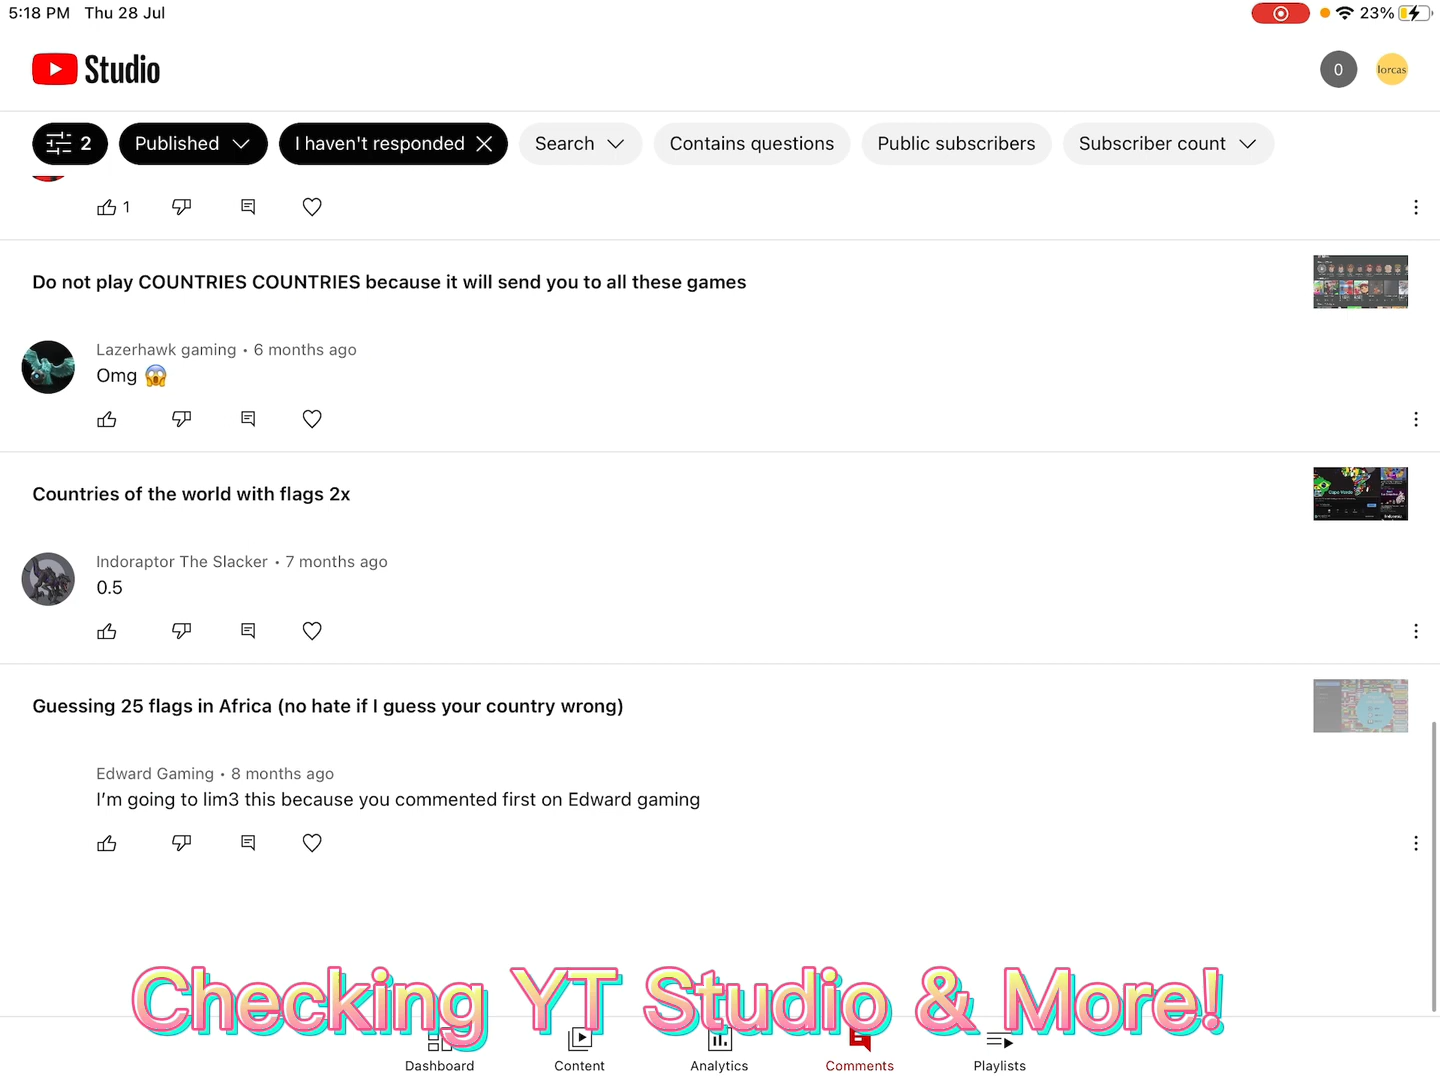 5:18 PM Thu 28 Jul
23%
Studio
0
lorcas
2
Published
I haven't responded
Search
Contains questions
Public subscribers
Subscriber count
1
Do not play COUNTRIES COUNTRIES because it will send you to all these games
Lazerhawk gaming • 6 months ago
Omg 😱
Countries of the world with flags 2x
Indoraptor The Slacker • 7 months ago
0.5
Guessing 25 flags in Africa (no hate if I guess your country wrong)
Edward Gaming • 8 months ago
I’m going to lim3 this because you commented first on Edward gaming
Checking YT Studio & More!
Dashboard
Content
Analytics
Comments
Playlists